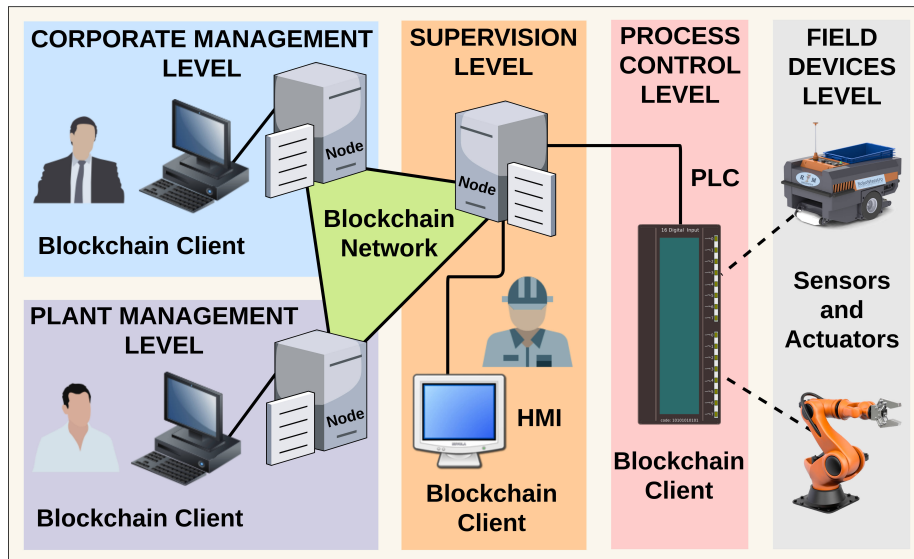 CORPORATE MANAGEMENT
LEVEL
Node
Blockchain Client
PLANT MANAGEMENT
LEVEL
Node
Blockchain Client
Blockchain
Network
SUPERVISION
LEVEL
Node
HMI
Blockchain
Client
PROCESS
CONTROL
LEVEL
PLC
16 Digital Input
Blockchain
Client
FIELD
DEVICES
LEVEL
Sensors
and
Actuators